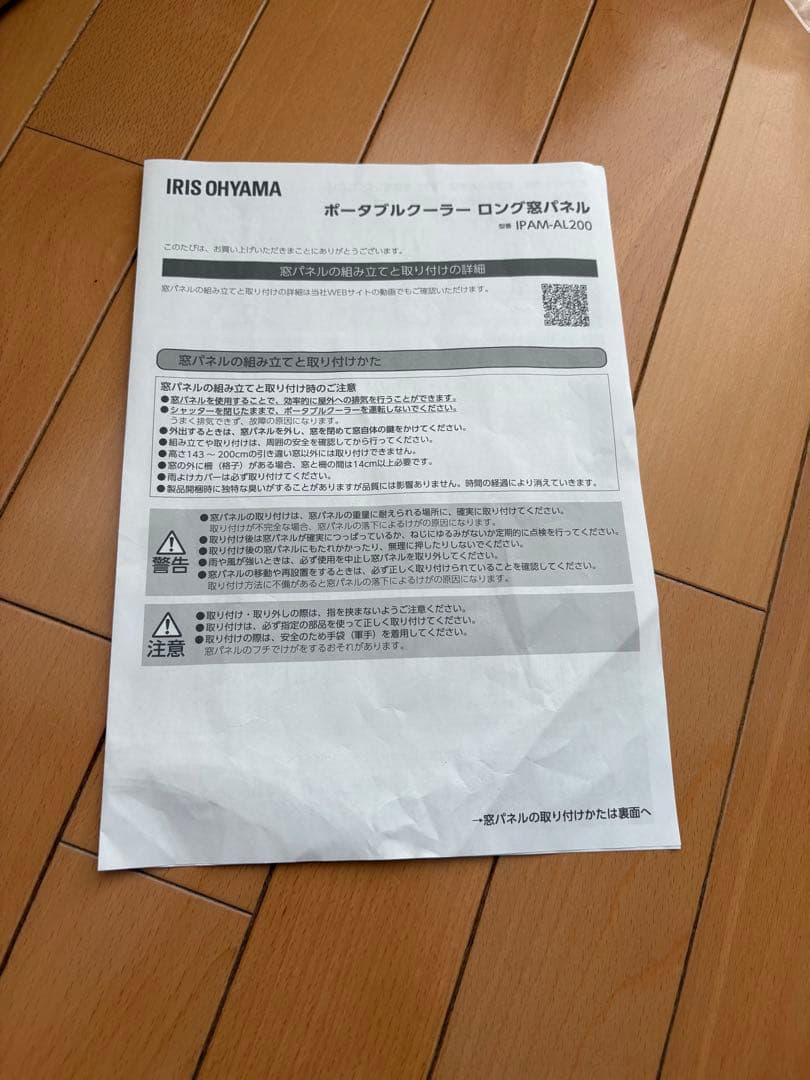 IRIS OHYAMA
ポータブルクーラー ロング窓パネル
型番 IPAM-AL200
このたびは、お買い上げいただきまことにありがとうございます。
窓パネルの組み立てと取り付けの詳細
窓パネルの組み立てと取り付けの詳細は当社WEBサイトの動画でもご確認いただけます。
窓パネルの組み立てと取り付けかた
窓パネルの組み立てと取り付け時のご注意
●窓パネルを使用することで、効率的に屋外への排気を行うことができます。
●シャッターを閉じたままで、ポータブルクーラーを運転しないでください。
うまく排気できず、故障の原因になります。
●外出するときは、窓パネルを外し、窓を閉めて窓自体の鍵をかけてください。
●組み立てや取り付けは、周囲の安全を確認してから行ってください。
●高さ143～200cmの引き違い窓以外には取り付けできません。
●窓の外に柵（格子）がある場合、窓と柵の間は14cm以上必要です。
●雨よけカバーは必ず取り付けてください。
●製品開梱時に独特な臭いがすることがありますが品質には影響ありません。時間の経過により消えていきます。
警告
●窓パネルの取り付けは、窓パネルの重量に耐えられる場所に、確実に取り付けてください。
取り付けが不完全な場合、窓パネルの落下によるけがの原因になります。
●取り付け後は窓パネルが確実につっぱっているか、ねじにゆるみがないか定期的に点検を行ってください。
●取り付け後の窓パネルにもたれかかったり、無理に押したりしないでください。
●雨や風が強いときは、必ず使用を中止し窓パネルを取り外してください。
●窓パネルの移動や再設置をするときは、必ず正しく取り付けられていることを確認してください。
取り付け方法に不備があると窓パネルの落下によるけがの原因になります。
注意
●取り付け・取り外しの際は、指を挟まないようご注意ください。
●取り付けは、必ず指定の部品を使って正しく取り付けてください。
●取り付けの際は、安全のため手袋（軍手）を着用してください。
窓パネルのフチでけがをするおそれがあります。
→窓パネルの取り付けかたは裏面へ